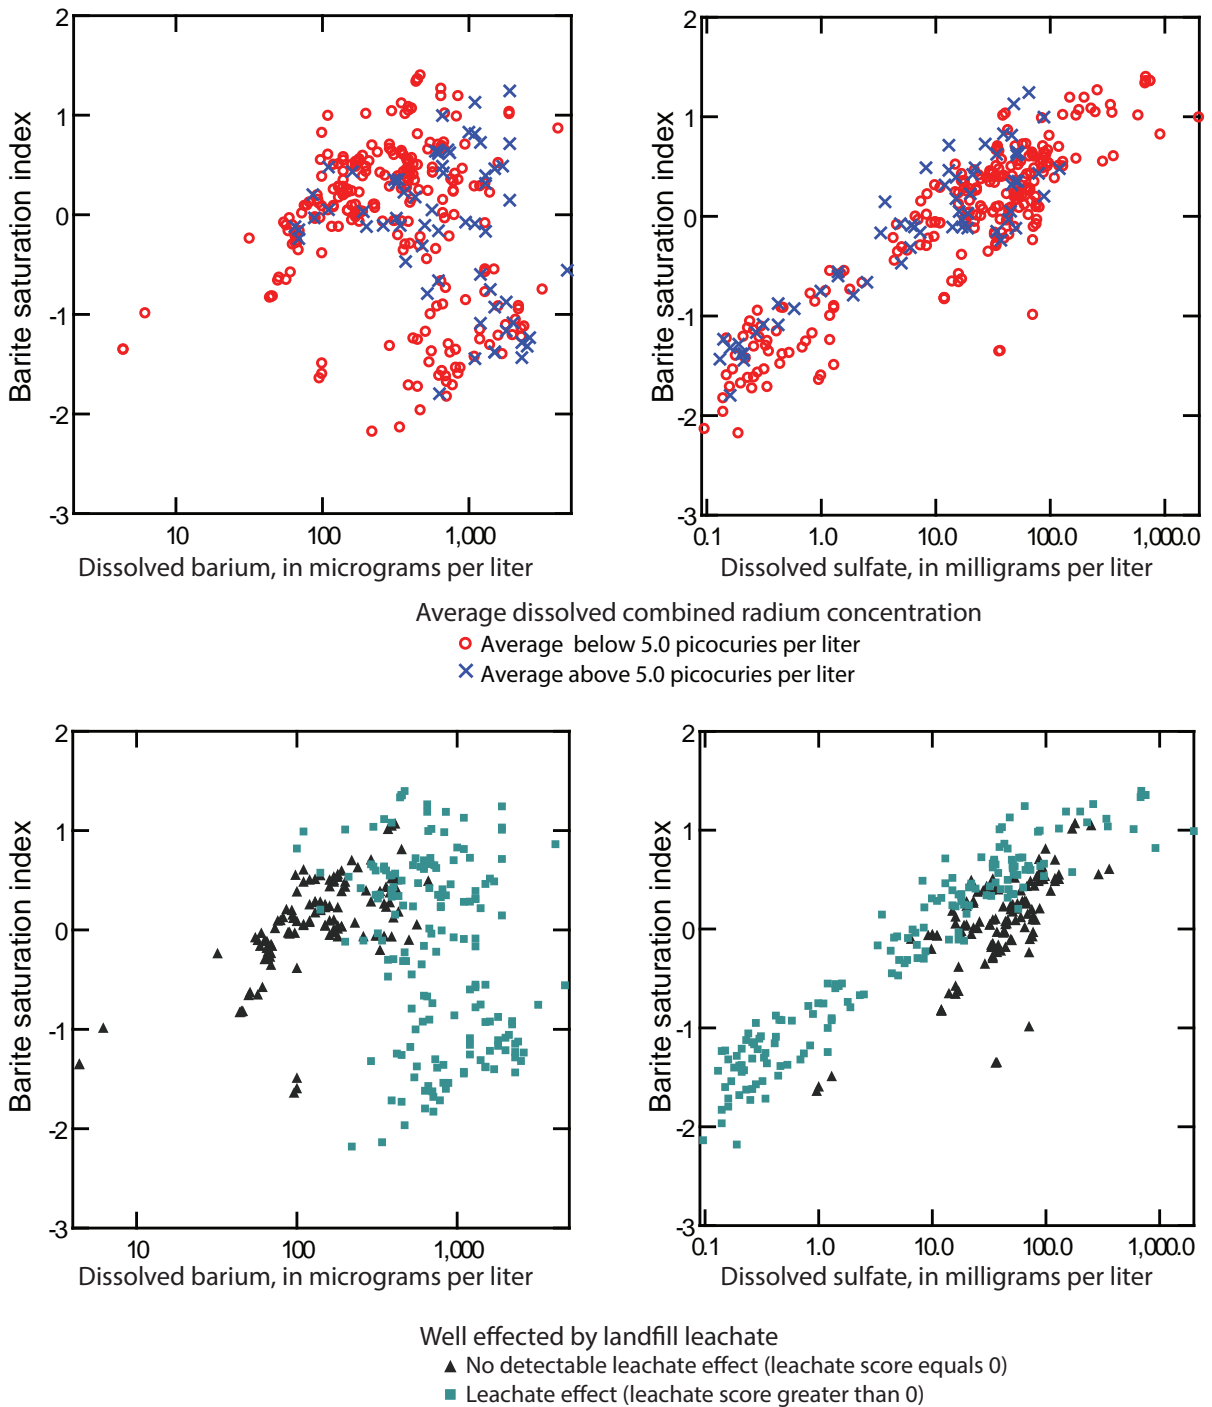 2
1
0
-1
-2
-3
Barite saturation index
10
100
1,000
Dissolved barium, in micrograms per liter
2
1
0
-1
-2
-3
Barite saturation index
0.1
1.0
10.0
100.0
1,000.0
Dissolved sulfate, in milligrams per liter
Average dissolved combined radium concentration
Average below 5.0 picocuries per liter
Average above 5.0 picocuries per liter
2
1
0
-1
-2
-3
Barite saturation index
10
100
1,000
Dissolved barium, in micrograms per liter
2
1
0
-1
-2
-3
Barite saturation index
0.1
1.0
10.0
100.0
1,000.0
Dissolved sulfate, in milligrams per liter
Well effected by landfill leachate
No detectable leachate effect (leachate score equals 0)
Leachate effect (leachate score greater than 0)